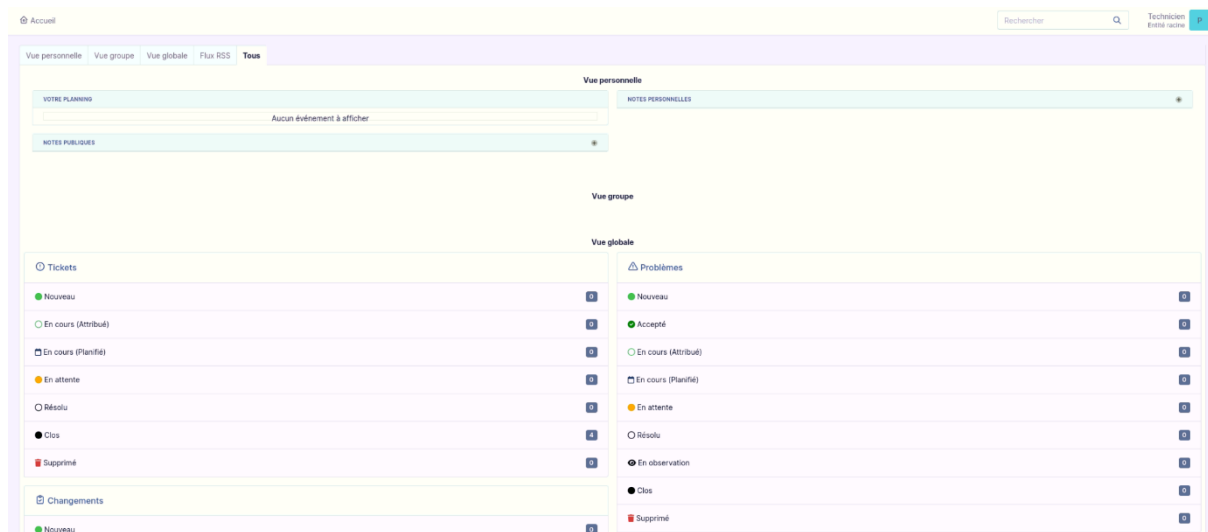 Accueil
Rechercher
Technicien
Entité racine
P
Vue personnelle Vue groupe Vue globale Flux RSS Tous
Vue personnelle
VOTRE PLANNING
Aucun événement à afficher
NOTES PUBLIQUES
NOTES PERSONNELLES
Vue groupe
Vue globale
Tickets
Nouveau 0
En cours (Attribué) 0
En cours (Planifié) 0
En attente 0
Résolu 0
Clos 4
Supprimé 0
Changements
Nouveau 0
Problèmes
Nouveau 0
Accepté 0
En cours (Attribué) 0
En cours (Planifié) 0
En attente 0
Résolu 0
En observation 0
Clos 0
Supprimé 0